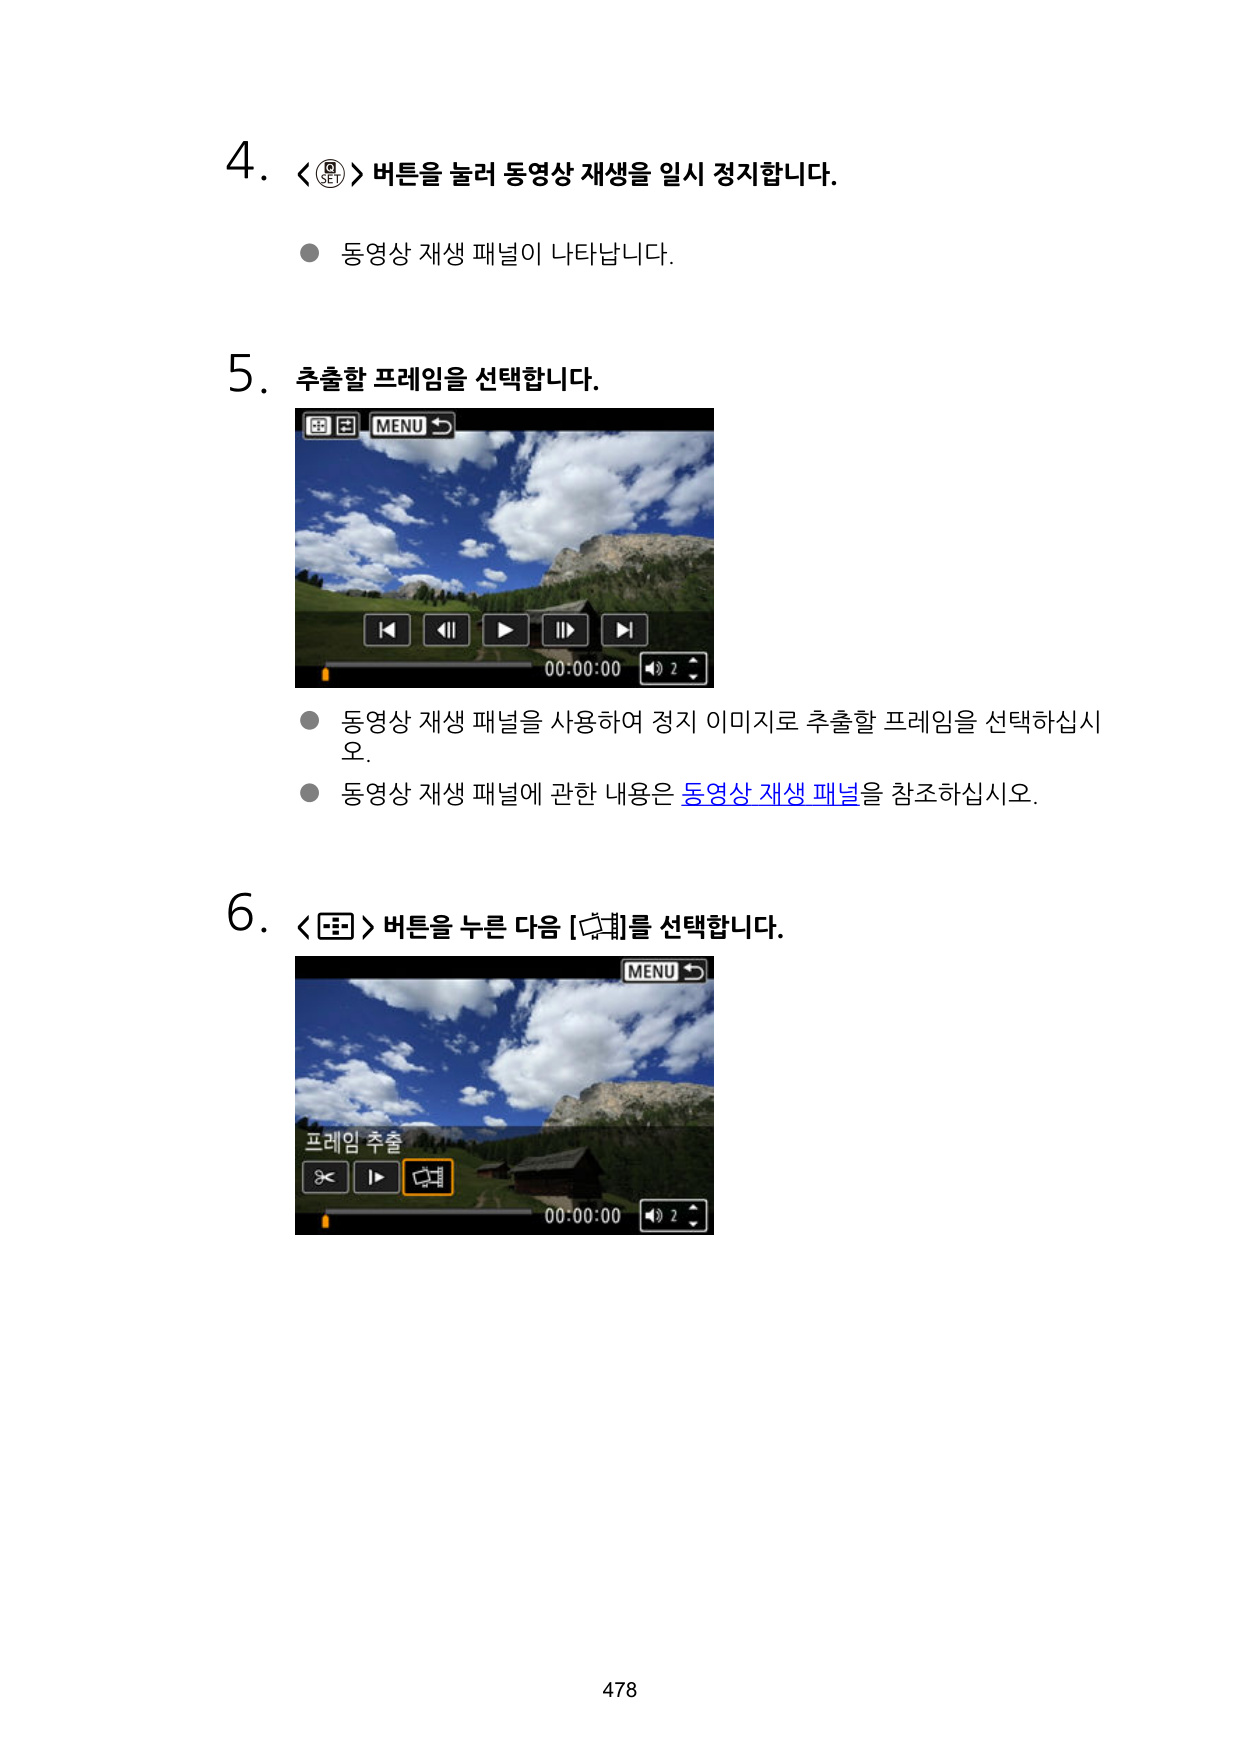 4. < > 버튼을 눌러 동영상 재생을 일시 정지합니다.
● 동영상 재생 패널이 나타납니다.
5. 추출할 프레임을 선택합니다.
MENU
00:00:00 2
● 동영상 재생 패널을 사용하여 정지 이미지로 추출할 프레임을 선택하십시
오.
● 동영상 재생 패널에 관한 내용은 동영상 재생 패널을 참조하십시오.
6. < > 버튼을 누른 다음 [ ]를 선택합니다.
MENU
프레임 추출
00:00:00 2
478